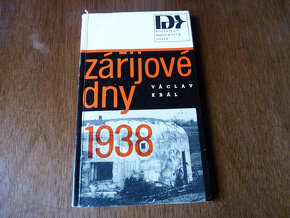 zářijové
dny
VÁCLAV
KRÁL
1938